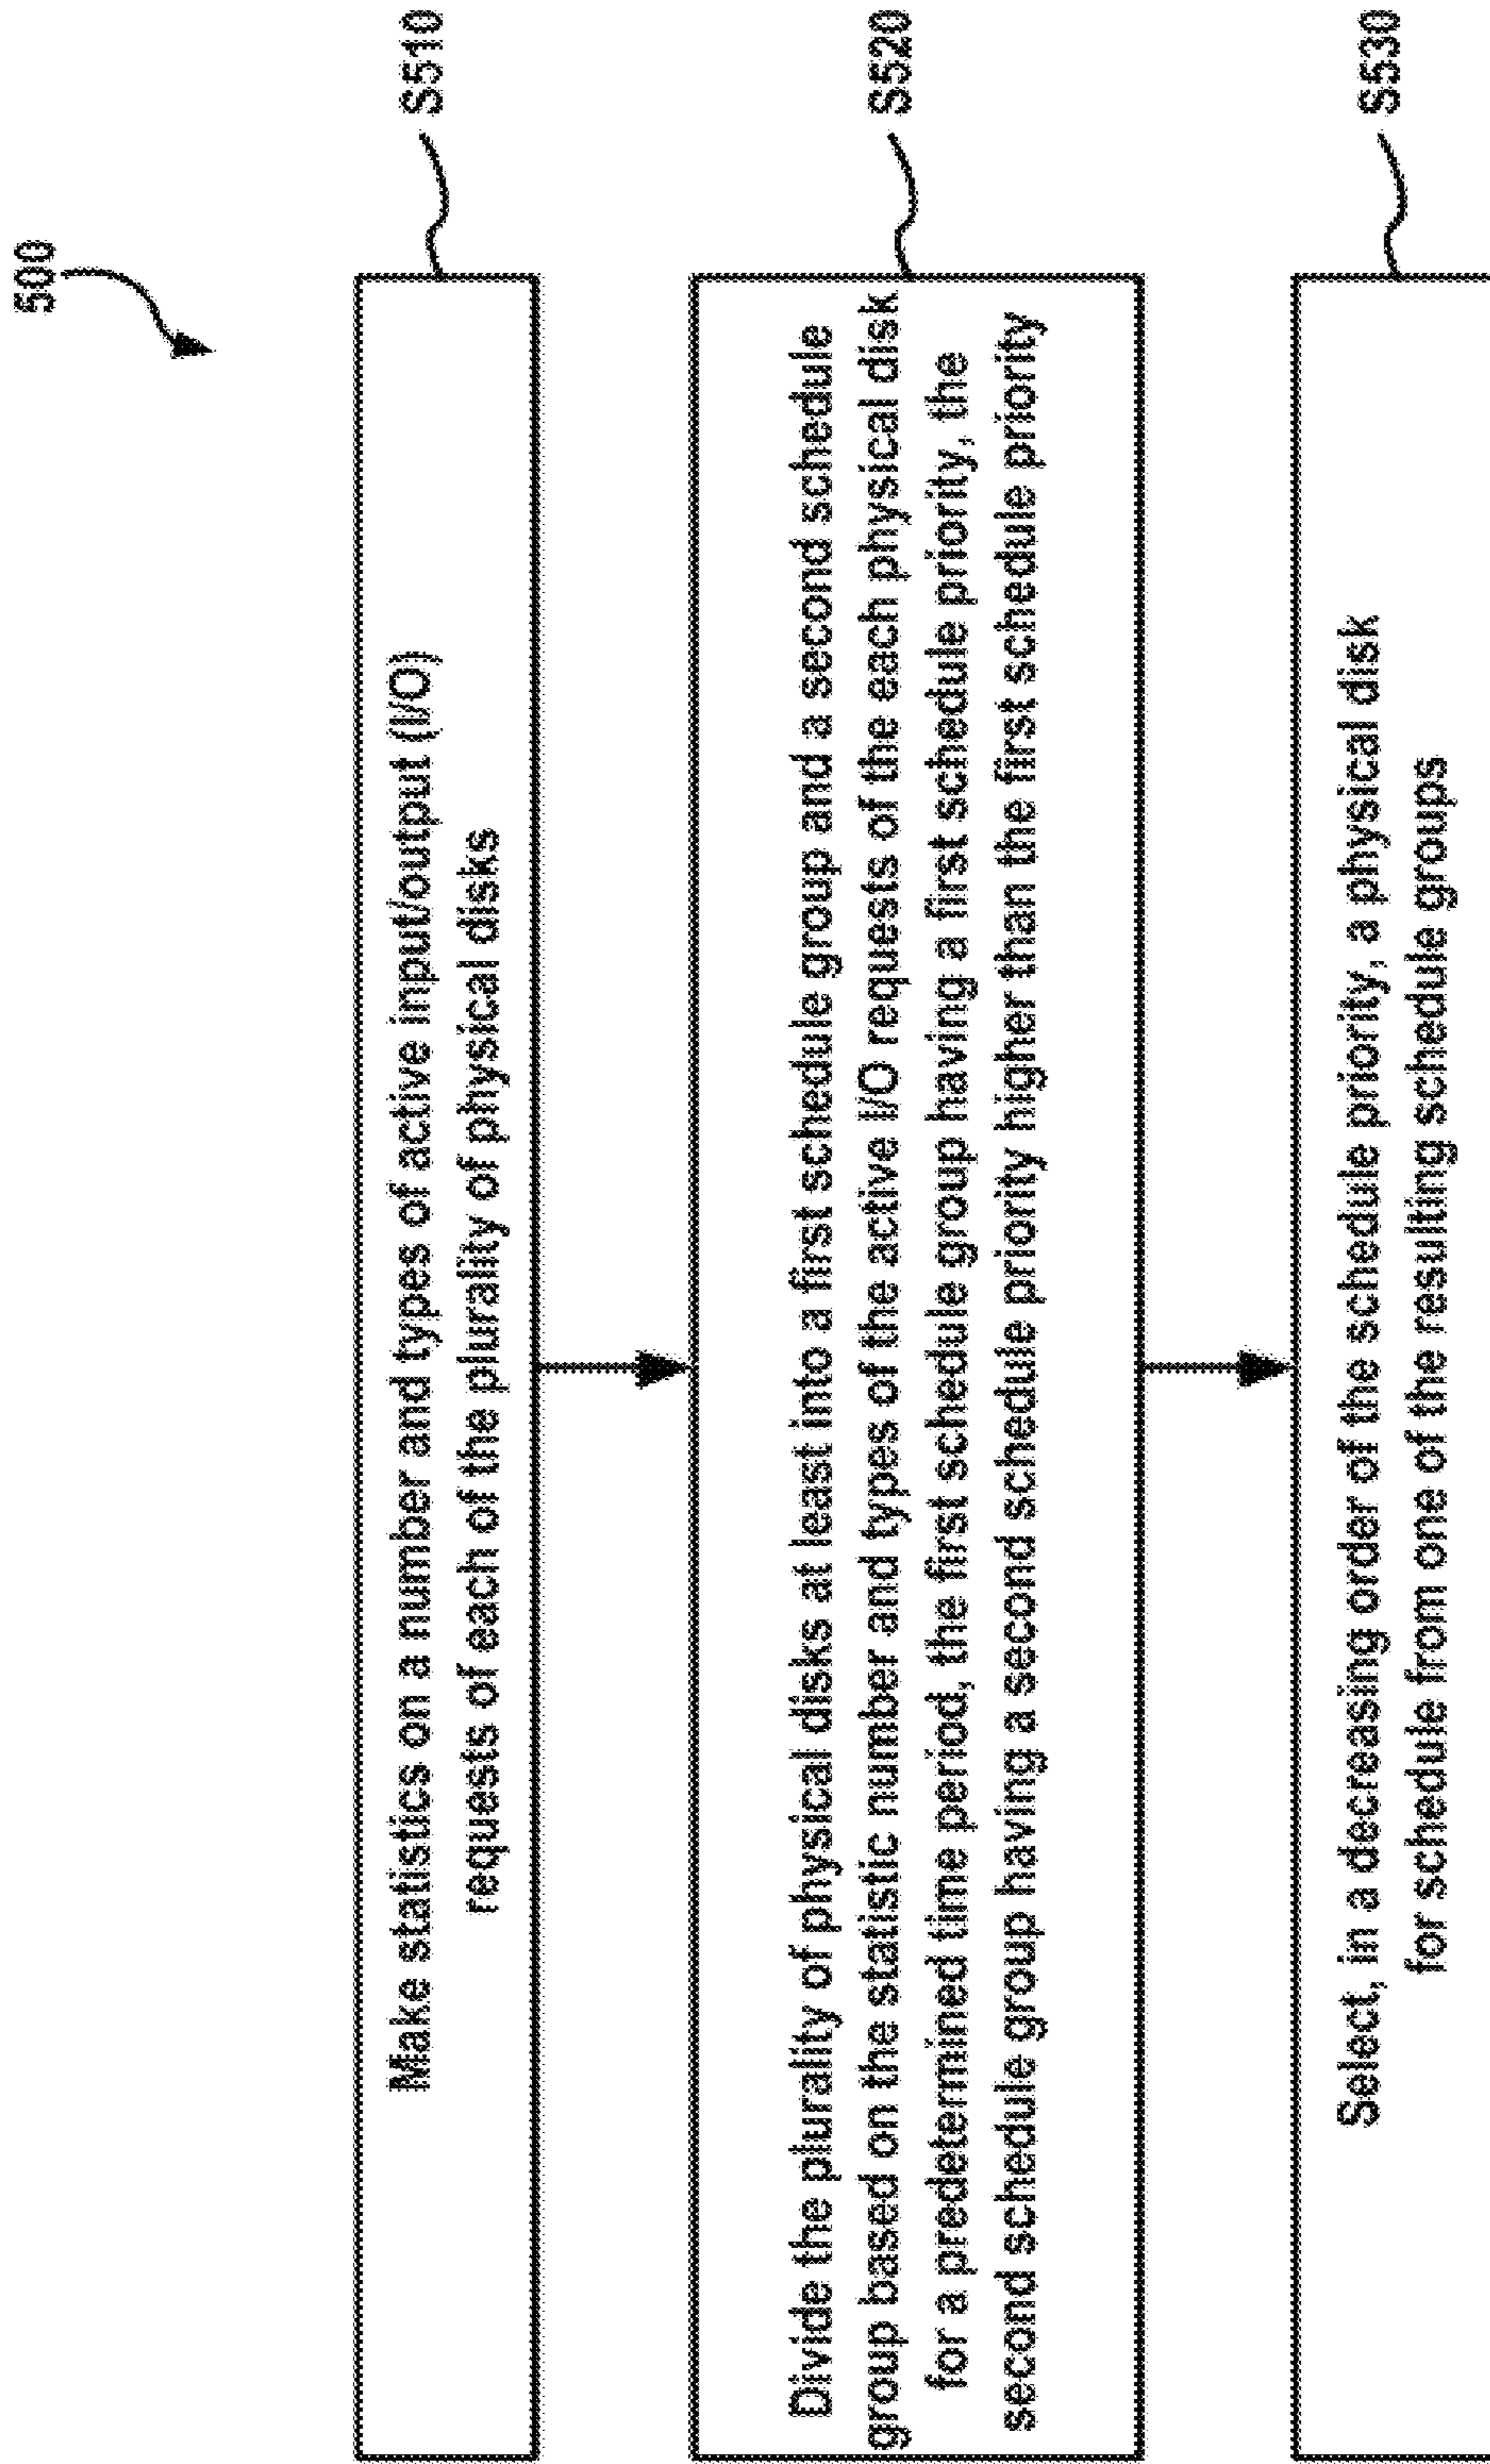 500
Make statistics on a number and types of active input/output (I/O)
requests of each of the plurality of physical disks
S510
Divide the plurality of physical disks at least into a first schedule group and a second schedule
group based on the statistic number and types of the active I/O requests of the each physical disk
for a predetermined time period, the first schedule group having a first schedule priority, the
second schedule group having a second schedule priority higher than the first schedule priority
S520
Select, in a decreasing order of the schedule priority, a physical disk
for schedule from one of the resulting schedule groups
S530